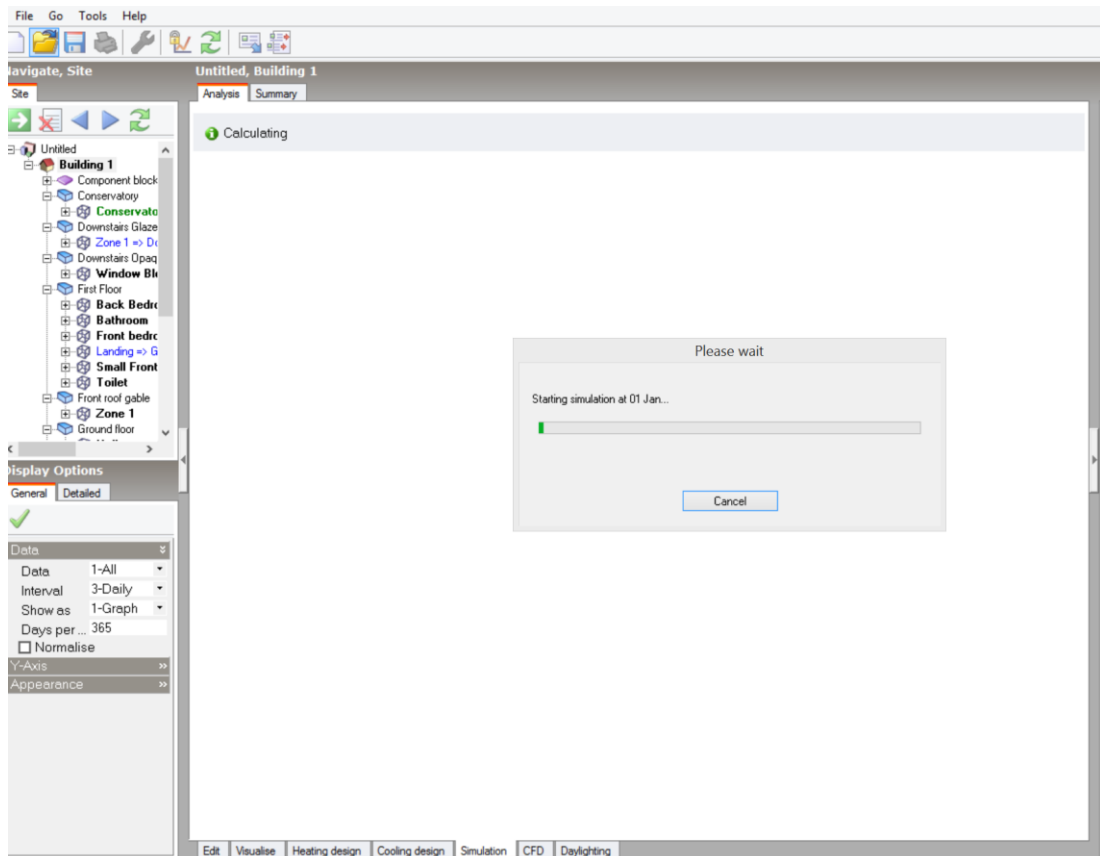 File Go Tools Help
Navigate, Site
Untitled, Building 1
Site
Analysis Summary
Calculating
Untitled
Building 1
Component block
Conservatory
Conservato
Downstairs Glaze
Zone 1 => Do
Downstairs Opaq
Window Blo
First Floor
Back Bedro
Bathroom
Front bedro
Landing => G
Small Front
Toilet
Front roof gable
Zone 1
Ground floor
Please wait
Starting simulation at 01 Jan...
Cancel
Display Options
General Detailed
Data
Data 1-All
Interval 3-Daily
Show as 1-Graph
Days per ... 365
Normalise
Y-Axis
Appearance
Edit Visualise Heating design Cooling design Simulation CFD Daylighting